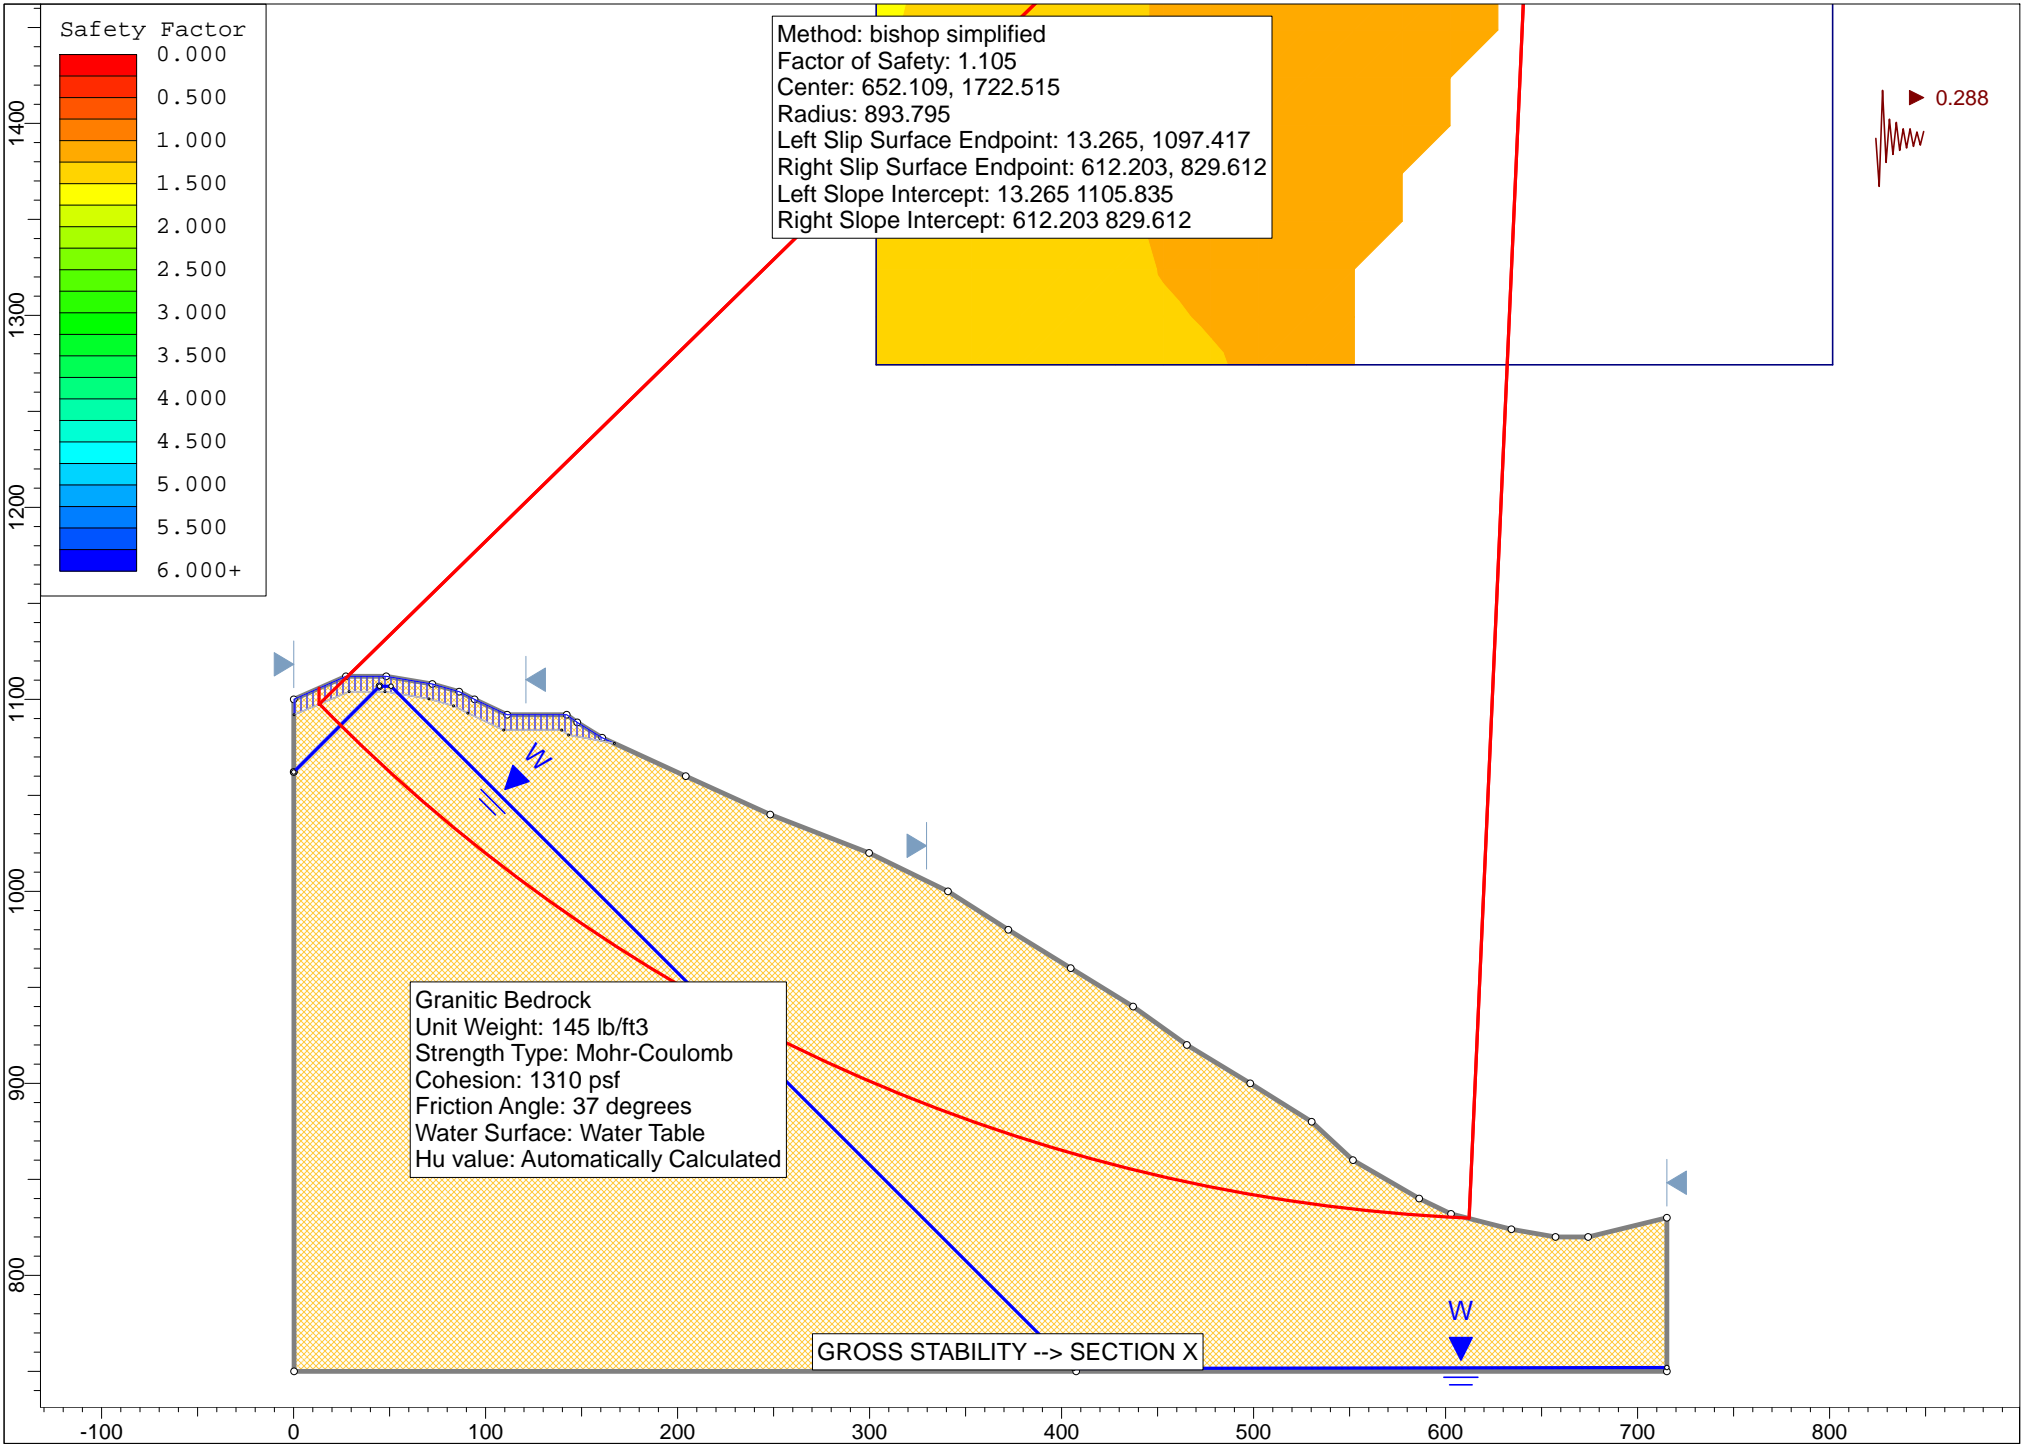 Safety Factor
0.000
0.500
1.000
1.500
2.000
2.500
3.000
3.500
4.000
4.500
5.000
5.500
6.000+
Method: bishop simplified
Factor of Safety: 1.105
Center: 652.109, 1722.515
Radius: 893.795
Left Slip Surface Endpoint: 13.265, 1097.417
Right Slip Surface Endpoint: 612.203, 829.612
Left Slope Intercept: 13.265 1105.835
Right Slope Intercept: 612.203 829.612
0.288
1400
1300
1200
1100
1000
900
800
W
Granitic Bedrock
Unit Weight: 145 lb/ft3
Strength Type: Mohr-Coulomb
Cohesion: 1310 psf
Friction Angle: 37 degrees
Water Surface: Water Table
Hu value: Automatically Calculated
W
GROSS STABILITY --> SECTION X
-100
0
100
200
300
400
500
600
700
800